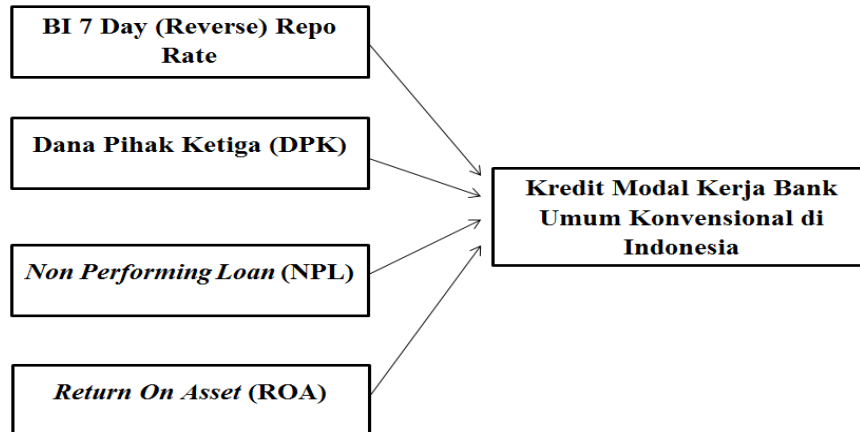 BI 7 Day (Reverse) Repo
Rate
Dana Pihak Ketiga (DPK)
Non Performing Loan (NPL)
Return On Asset (ROA)
Kredit Modal Kerja Bank
Umum Konvensional di
Indonesia